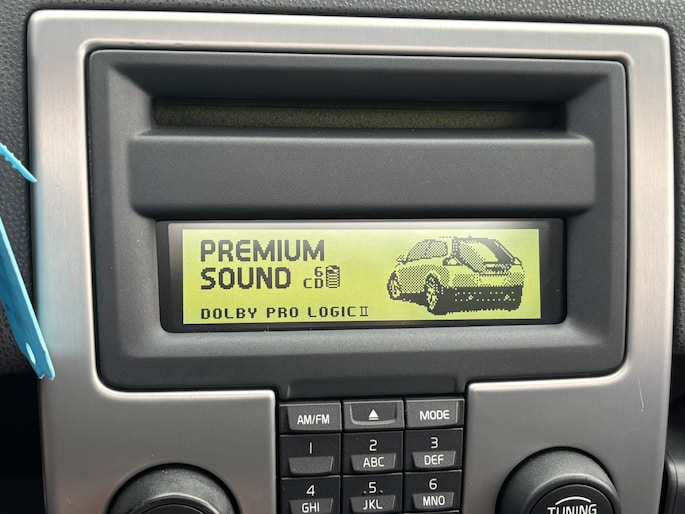 PREMIUM
SOUND 6 CD
DOLBY PRO LOGIC II
AM/FM MODE
1 2 ABC 3 DEF
4 GHI 5 JKL 6 MNO
TUNING